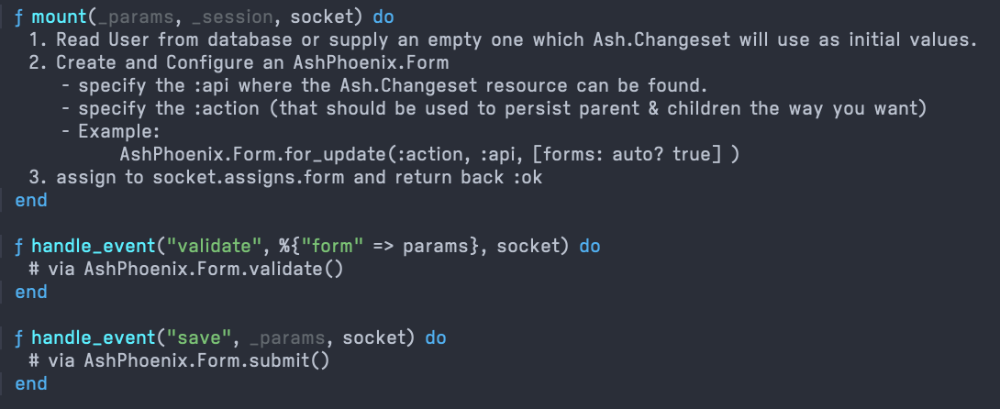 ƒ mount(_params, _session, socket) do
1. Read User from database or supply an empty one which Ash.Changeset will use as initial values.
2. Create and Configure an AshPhoenix.Form
- specify the :api where the Ash.Changeset resource can be found.
- specify the :action (that should be used to persist parent & children the way you want)
- Example:
AshPhoenix.Form.for_update(:action, :api, [forms: auto? true] )
3. assign to socket.assigns.form and return back :ok
end
ƒ handle_event("validate", %{"form" => params}, socket) do
# via AshPhoenix.Form.validate()
end
ƒ handle_event("save", _params, socket) do
# via AshPhoenix.Form.submit()
end